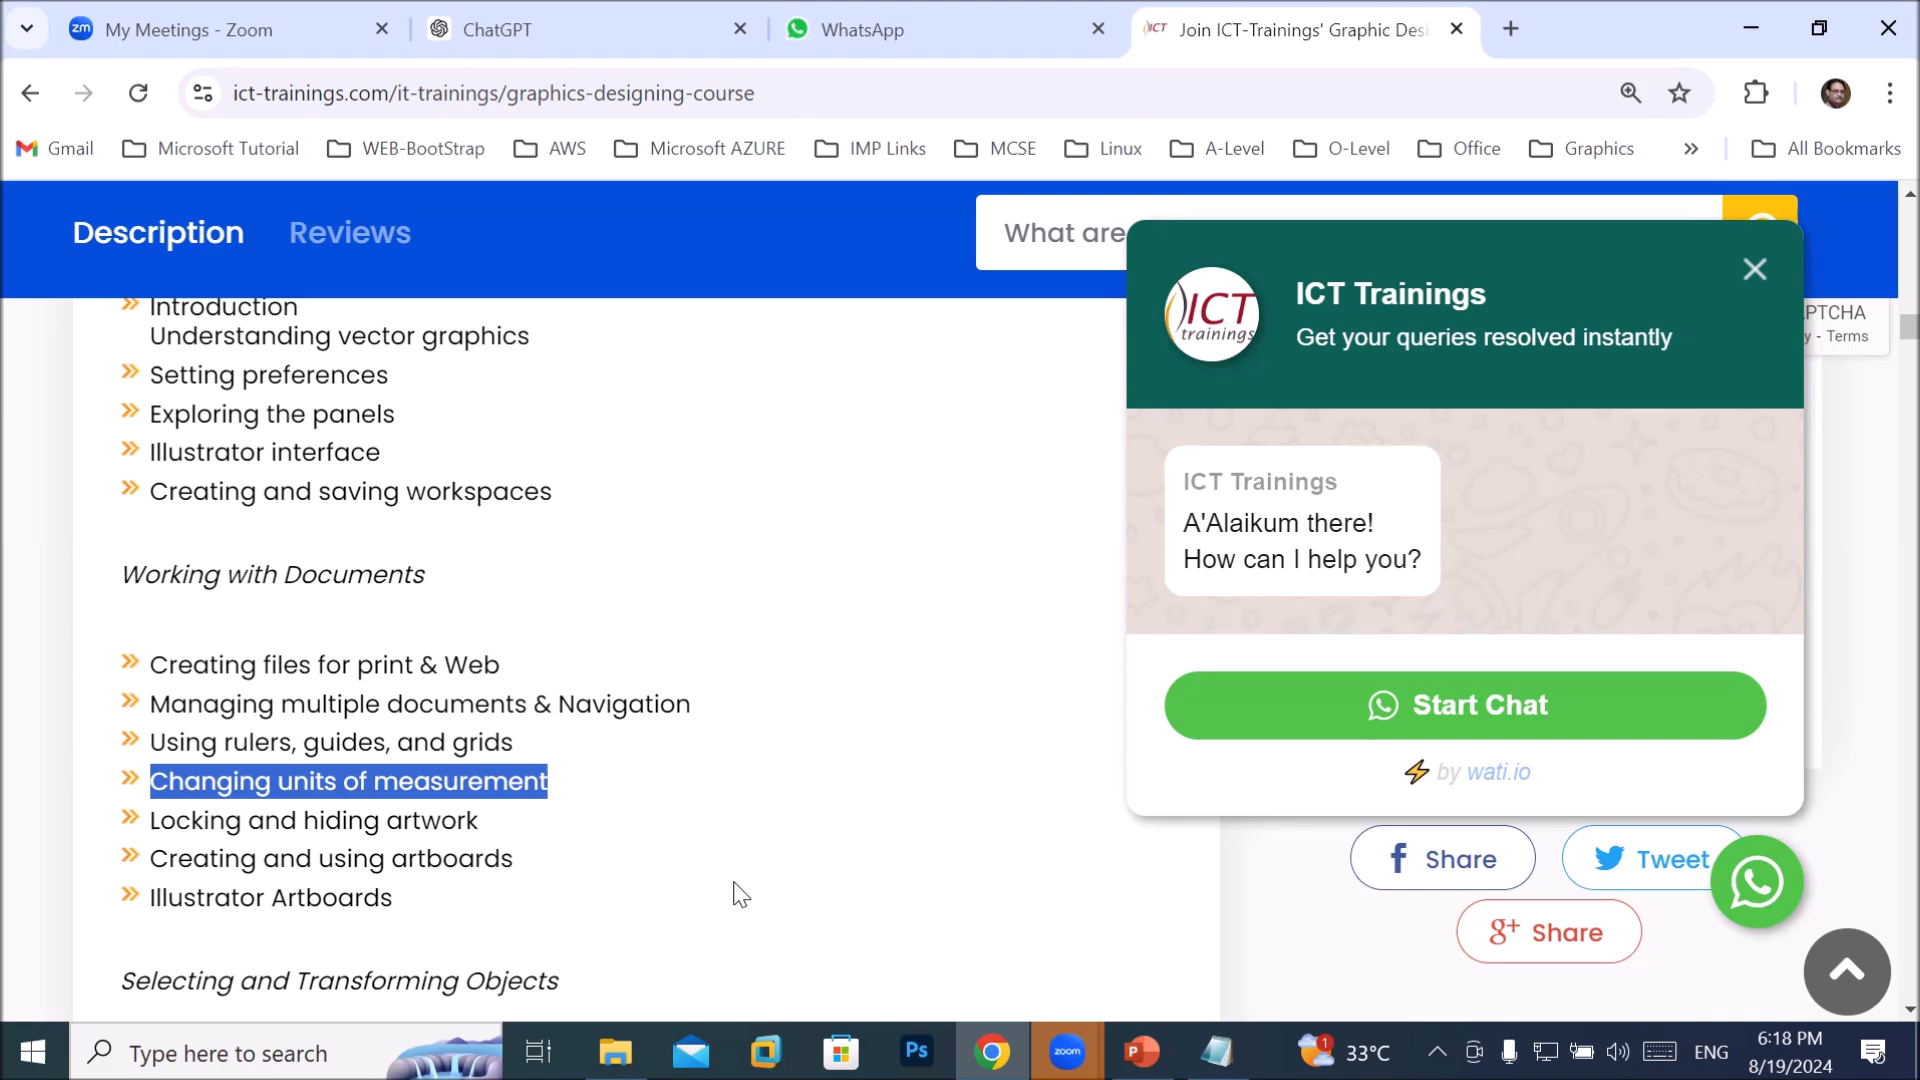 My Meetings - Zoom
ChatGPT
WhatsApp
ICT
Join ICT-Trainings' Graphic Desi
ict-trainings.com/it-trainings/graphics-designing-course
Gmail
Microsoft Tutorial
WEB-BootStrap
AWS
Microsoft AZURE
IMP Links
MCSE
Linux
A-Level
O-Level
Office
Graphics
All Bookmarks
Description
Reviews
What are
Introduction
Understanding vector graphics
Setting preferences
Exploring the panels
Illustrator interface
Creating and saving workspaces
Working with Documents
Creating files for print & Web
Managing multiple documents & Navigation
Using rulers, guides, and grids
Changing units of measurement
Locking and hiding artwork
Creating and using artboards
Illustrator Artboards
Selecting and Transforming Objects
ICT
trainings
ICT Trainings
Get your queries resolved instantly
PTCHA
y - Terms
ICT Trainings
A'Alaikum there!
How can I help you?
Start Chat
by wati.io
Share
Tweet
g+ Share
Type here to search
Ps
zoom
P
1
33°C
ENG
6:18 PM
8/19/2024